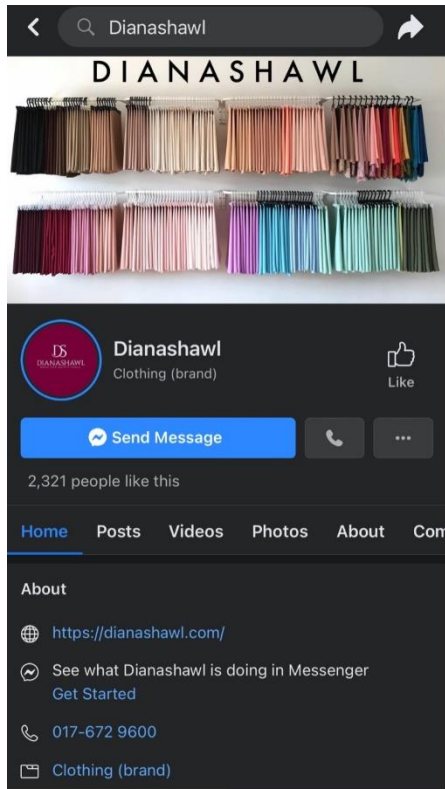 Dianashawl
DIANASHAWL
DS
DIANASHAWL
Dianashawl
Clothing (brand)
Like
Send Message
2,321 people like this
Home Posts Videos Photos About Com
About
https://dianashawl.com/
See what Dianashawl is doing in Messenger
Get Started
017-672 9600
Clothing (brand)